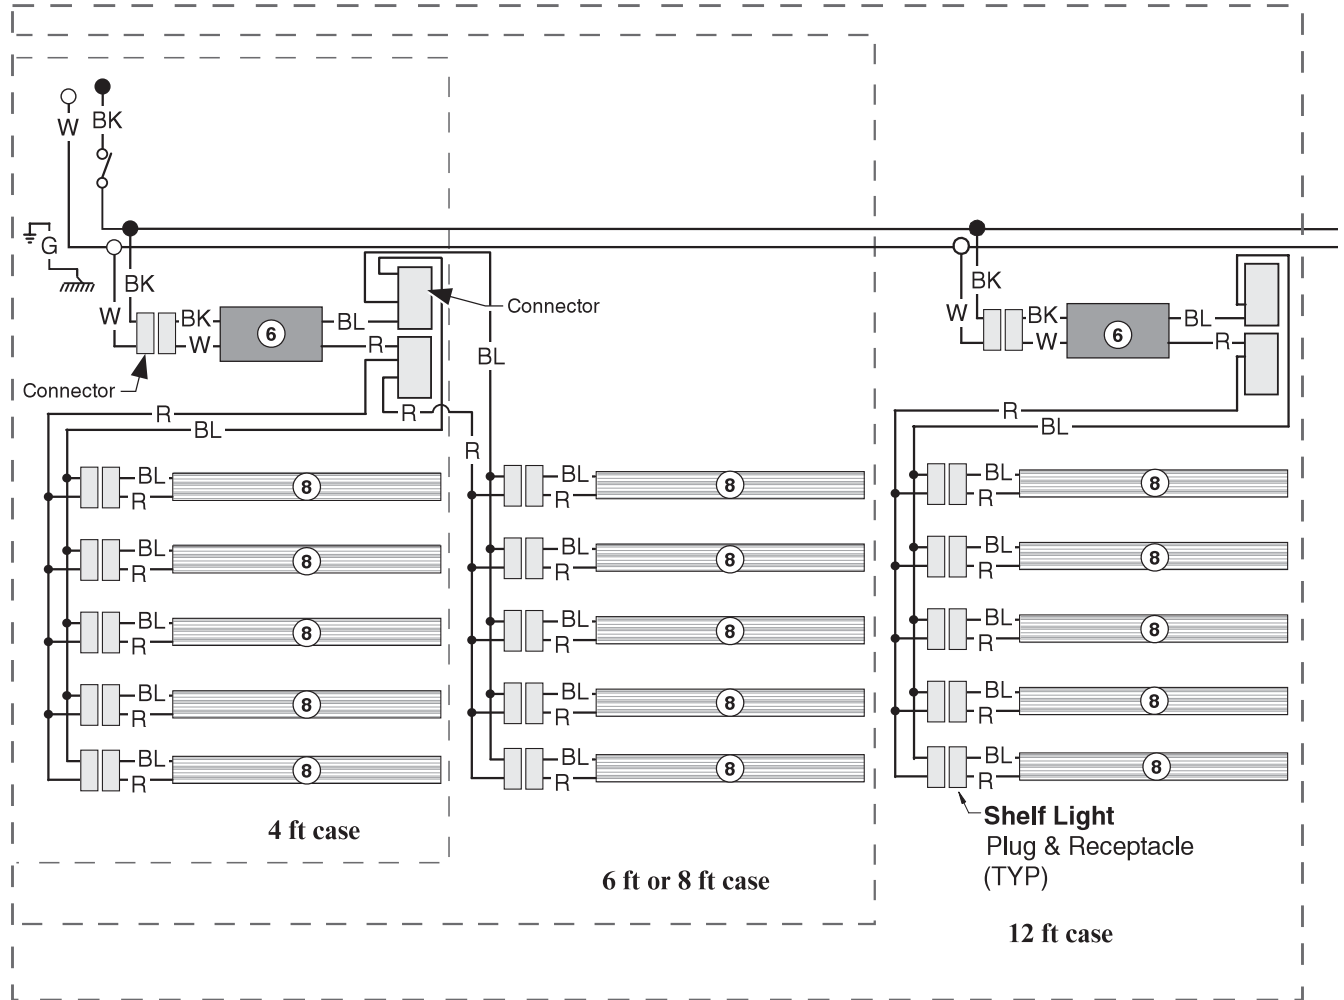 W
BK
G
BK
W
BK
W
6
BL
R
Connector
Connector
BL
R
R
BL
R
BK
W
BK
W
6
BL
R
R
BL
BL
R
8
BL
R
8
BL
R
8
BL
R
8
BL
R
8
BL
R
8
BL
R
8
BL
R
8
BL
R
8
BL
R
8
BL
R
8
BL
R
8
BL
R
8
BL
R
8
BL
R
8
Shelf Light
Plug & Receptacle
(TYP)
4 ft case
6 ft or 8 ft case
12 ft case